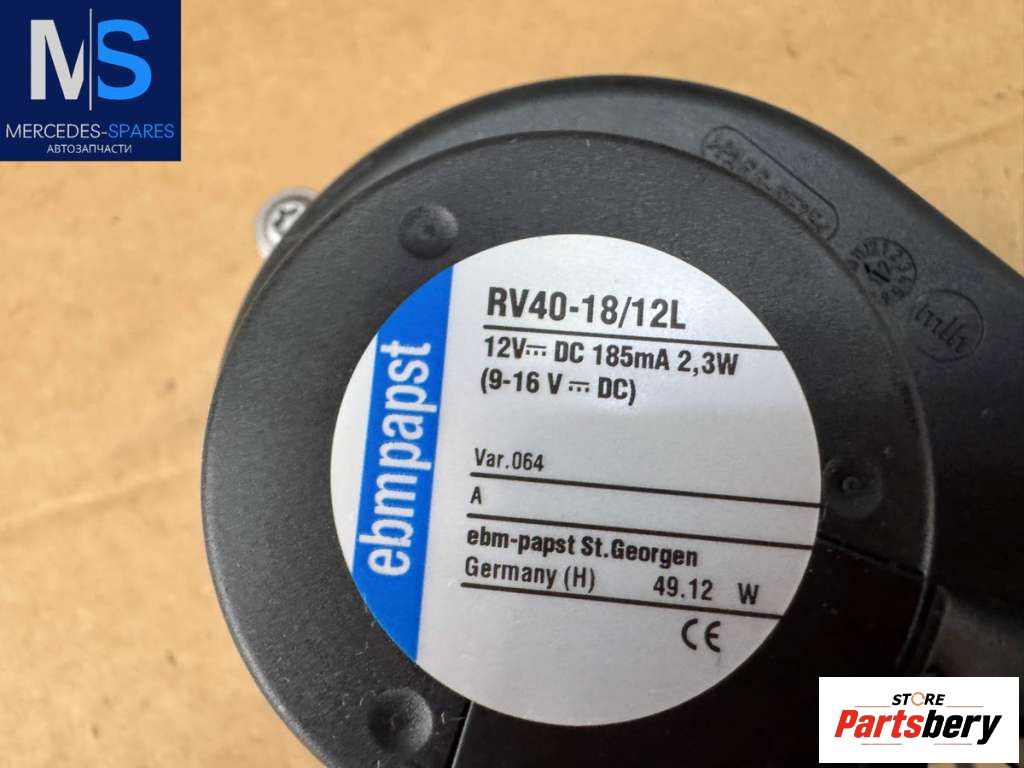 MS
MERCEDES-SPARES
АВТОЗАПЧАСТИ
ebmpapst
RV40-18/12L
12V⎓ DC 185mA 2,3W
(9-16 V ⎓ DC)
Var.064
A
ebm-papst St.Georgen
Germany (H) 49.12 W
CE
STORE
Partsbery